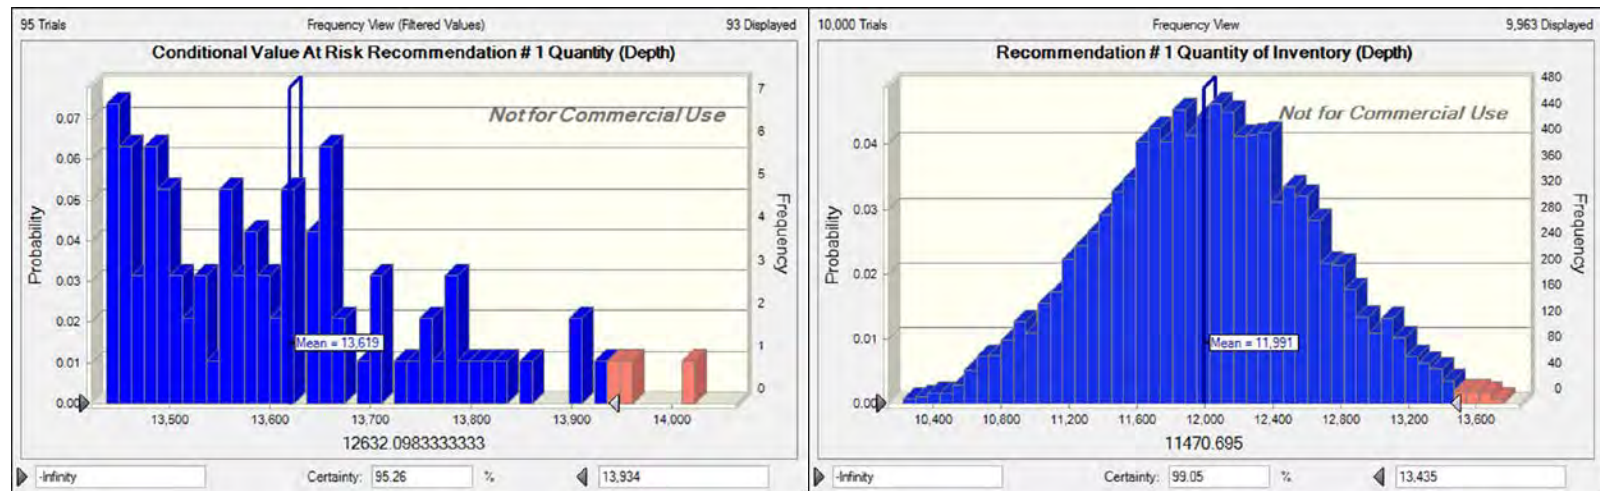 95 Trials Frequency View (Filtered Values) 93 Displayed
Conditional Value At Risk Recommendation # 1 Quantity (Depth)
Not for Commercial Use
Probability
0.07
0.06
0.05
0.04
0.03
0.02
0.01
0.00
7
6
5
4
3
2
1
0
Frequency
Mean = 13,619
13,500 13,600 13,700 13,800 13,900 14,000
12632.0983333333
-Infinity Certainty: 95.26 % 13,934
10,000 Trials Frequency View 9,963 Displayed
Recommendation # 1 Quantity of Inventory (Depth)
Not for Commercial Use
Probability
0.04
0.03
0.02
0.01
0.00
480
440
400
360
320
280
240
200
160
120
80
40
0
Frequency
Mean = 11,991
10,400 10,800 11,200 11,600 12,000 12,400 12,800 13,200 13,600
11470.695
-Infinity Certainty: 99.05 % 13,435